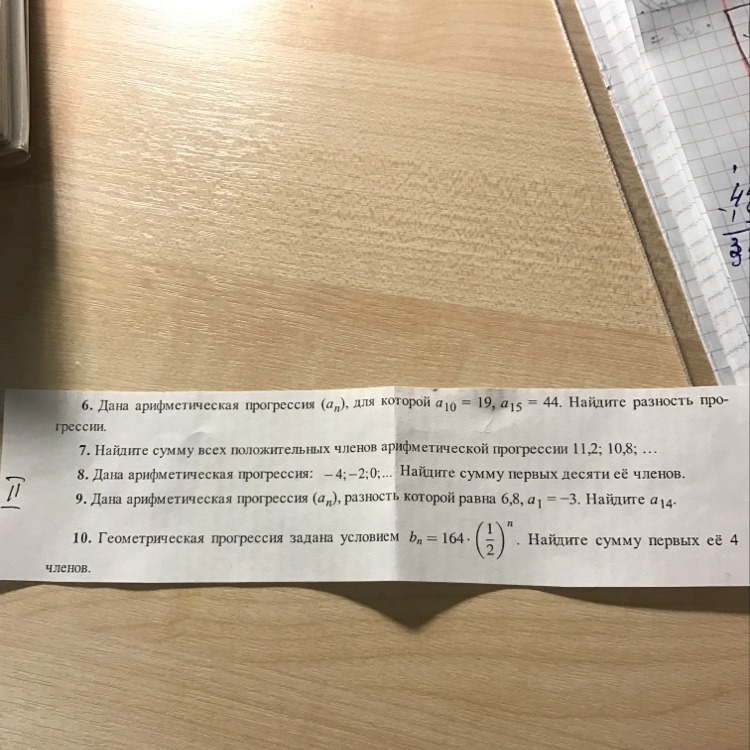 6. Дана арифметическая прогрессия (aₙ), для которой a₁₀ = 19, a₁₅ = 44. Найдите разность про-
грессии.
7. Найдите сумму всех положительных членов арифметической прогрессии 11,2; 10,8; …
8. Дана арифметическая прогрессия: −4;−2;0;… Найдите сумму первых десяти её членов.
II
9. Дана арифметическая прогрессия (aₙ), разность которой равна 6,8, a₁ = −3. Найдите a₁₄.
10. Геометрическая прогрессия задана условием bₙ = 164·(1/2)ⁿ. Найдите сумму первых её 4
членов.